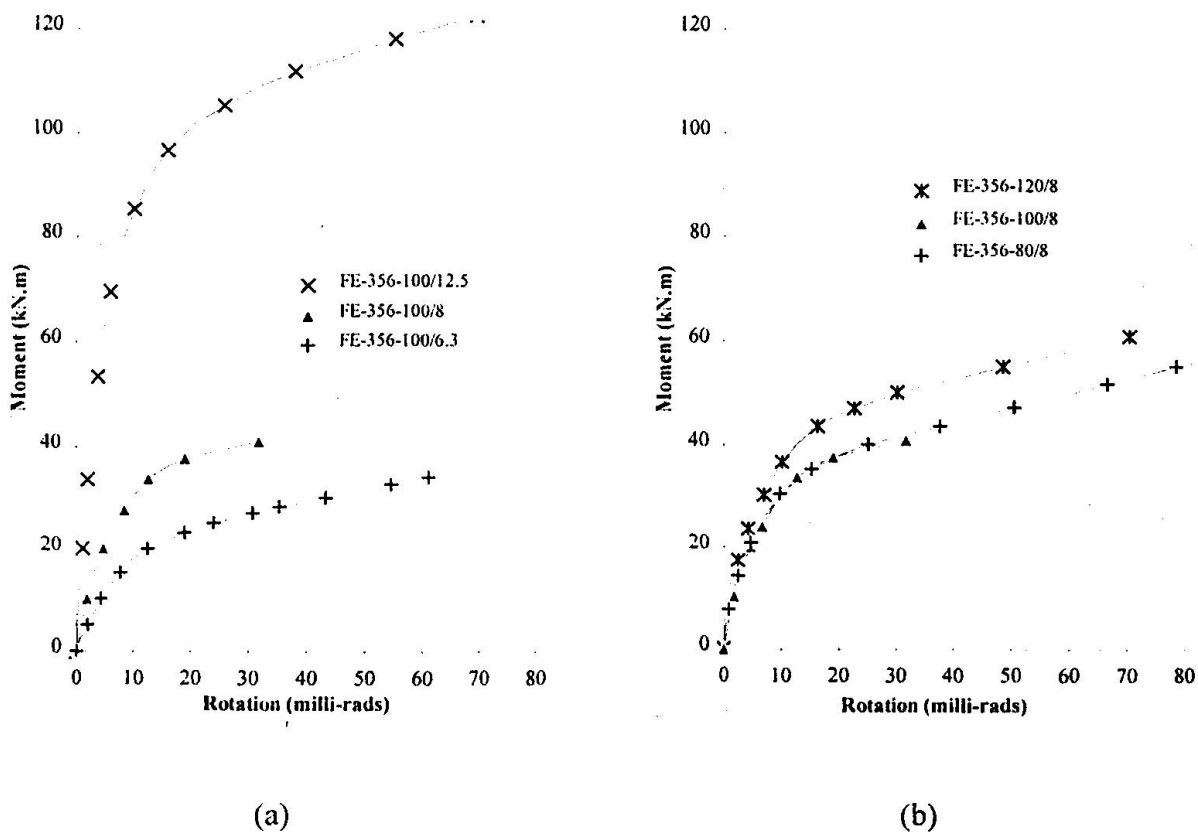 120
100
80
60
40
20
0
Moment (kN.m)
FE-356-100/12.5
FE-356-100/8
FE-356-100/6.3
0 10 20 30 40 50 60 70 80
Rotation (milli-rads)
(a)
120
100
80
60
40
20
0
Moment (kN.m)
FE-356-120/8
FE-356-100/8
FE-356-80/8
0 10 20 30 40 50 60 70 80
Rotation (milli-rads)
(b)